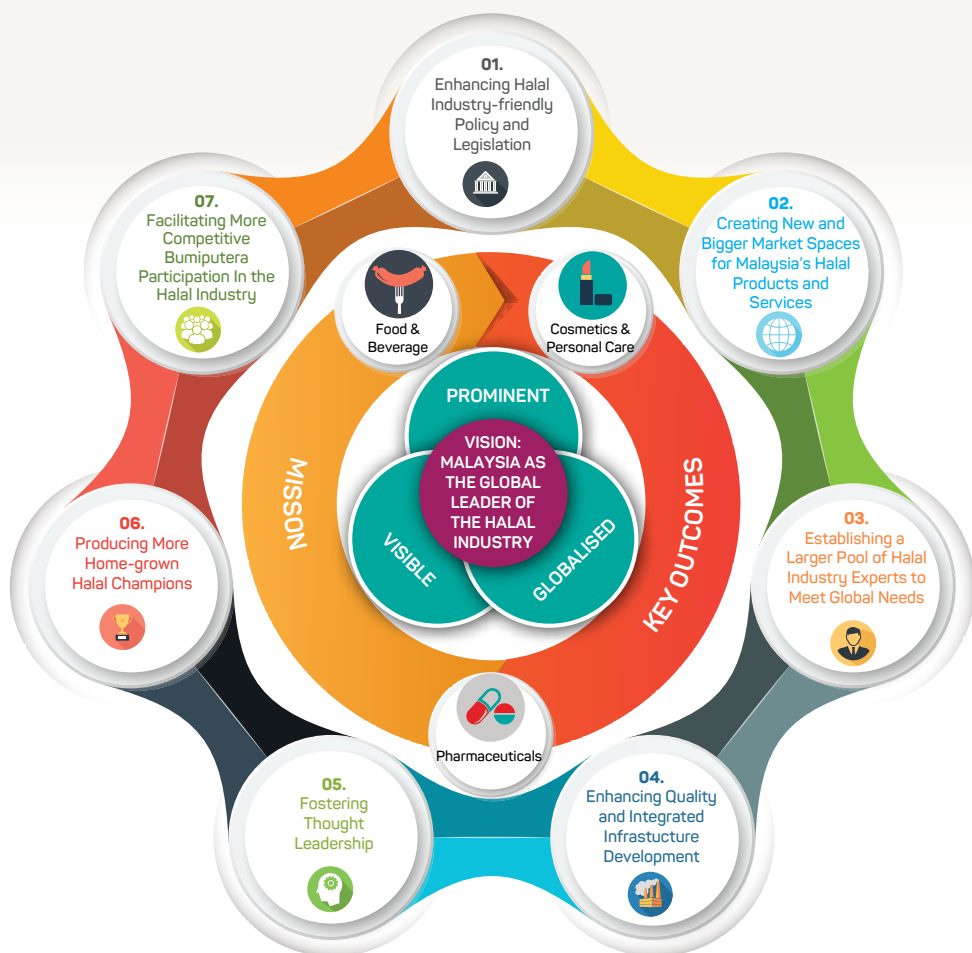 01.
Enhancing Halal
Industry-friendly
Policy and
Legislation
02.
Creating New and
Bigger Market Spaces
for Malaysia's Halal
Products and
Services
03.
Establishing a
Larger Pool of Halal
Industry Experts to
Meet Global Needs
04.
Enhancing Quality
and Integrated
Infrastucture
Development
05.
Fostering
Thought
Leadership
06.
Producing More
Home-grown
Halal Champions
07.
Facilitating More
Competitive
Bumiputera
Participation In the
Halal Industry
Food &
Beverage
Cosmetics &
Personal Care
Pharmaceuticals
MISSON
KEY OUTCOMES
PROMINENT
VISIBLE
GLOBALISED
VISION:
MALAYSIA AS
THE GLOBAL
LEADER OF
THE HALAL
INDUSTRY